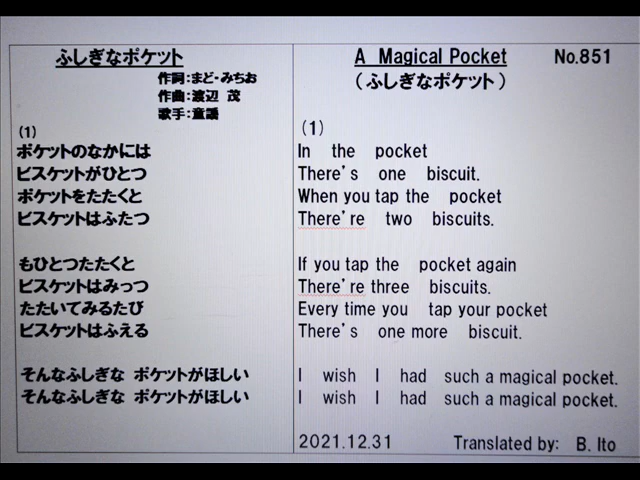 ふしぎなポケット
作詞:まど・みちお
作曲:渡辺 茂
歌手:童謡
(1)
ポケットのなかには
ビスケットがひとつ
ポケットをたたくと
ビスケットはふたつ
もひとつたたくと
ビスケットはみっつ
たたいてみるたび
ビスケットはふえる
そんなふしぎな ポケットがほしい
そんなふしぎな ポケットがほしい
A Magical Pocket No.851
(ふしぎなポケット)
(1)
In the pocket
There's one biscuit.
When you tap the pocket
There're two biscuits.
If you tap the pocket again
There're three biscuits.
Every time you tap your pocket
There's one more biscuit.
I wish I had such a magical pocket.
I wish I had such a magical pocket.
2021.12.31 Translated by: B. Ito